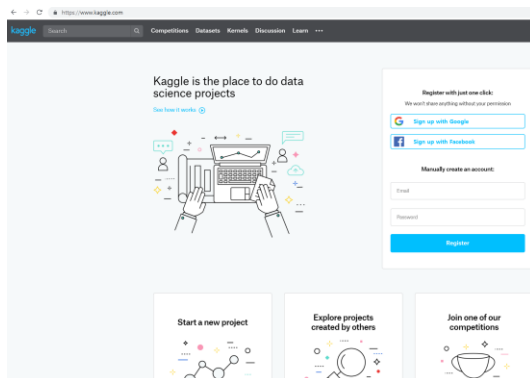 https://www.kaggle.com
kaggle
Search
Competitions Datasets Kernels Discussion Learn •••
Kaggle is the place to do data
science projects
See how it works
Register with just one click:
We won't share anything without your permission
Sign up with Google
Sign up with Facebook
Manually create an account:
Email
Password
Register
Start a new project
Explore projects
created by others
Join one of our
competitions